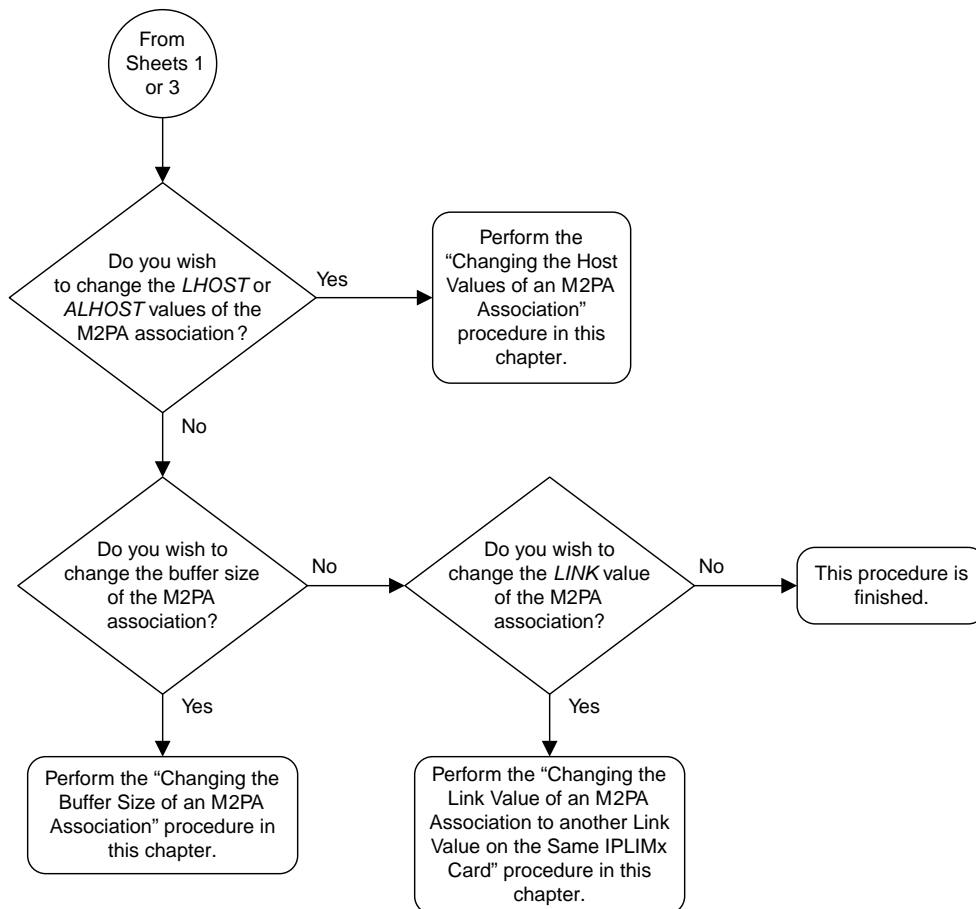 From
Sheets 1
or 3
Do you wish
to change the LHOST or
ALHOST values of the
M2PA association?
Yes
Perform the
“Changing the Host
Values of an M2PA
Association”
procedure in this
chapter.
No
Do you wish to
change the buffer size
of the M2PA
association?
No
Do you wish to
change the LINK value
of the M2PA
association?
No
This procedure is
finished.
Yes
Perform the “Changing the
Buffer Size of an M2PA
Association” procedure in
this chapter.
Yes
Perform the “Changing the
Link Value of an M2PA
Association to another Link
Value on the Same IPLIMx
Card” procedure in this
chapter.